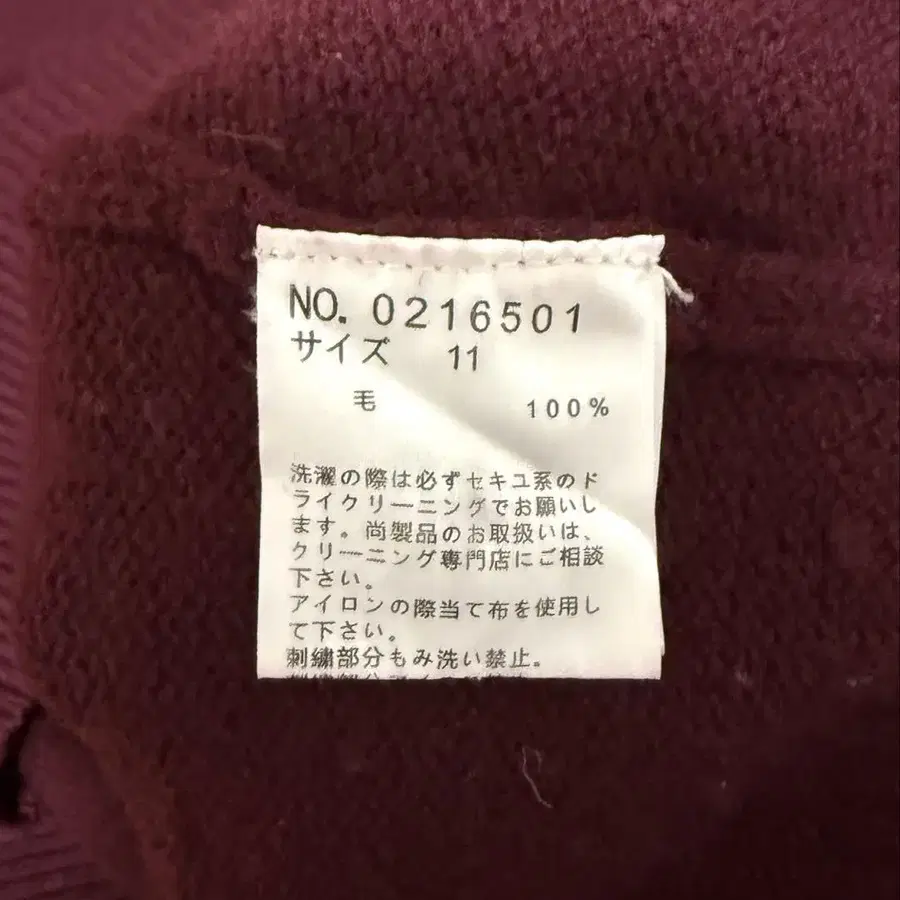 NO. 0216501
サイズ 11
毛 100%
洗濯の際は必ずセキユ系のド
ライクリーニングでお願いし
ます。尚製品のお取扱いは、
クリーニング専門店にご相談
下さい。
アイロンの際当て布を使用し
て下さい。
刺繍部分もみ洗い禁止。